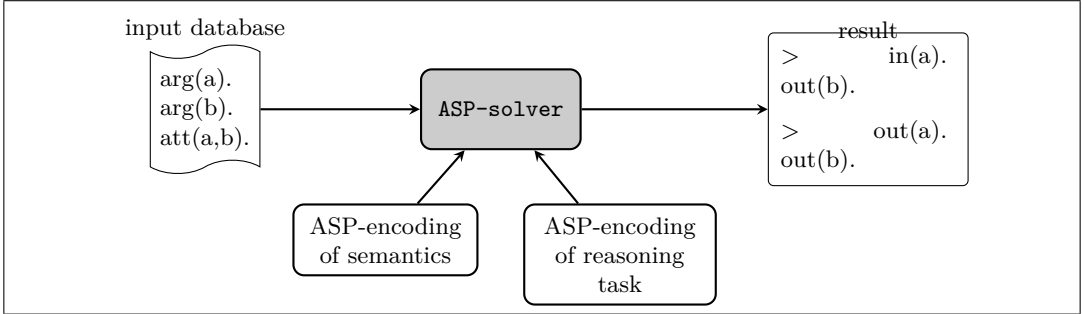 input database
arg(a).
arg(b).
att(a,b).
ASP-solver
ASP-encoding
of semantics
ASP-encoding
of reasoning
task
result
> in(a).
out(b).
> out(a).
out(b).